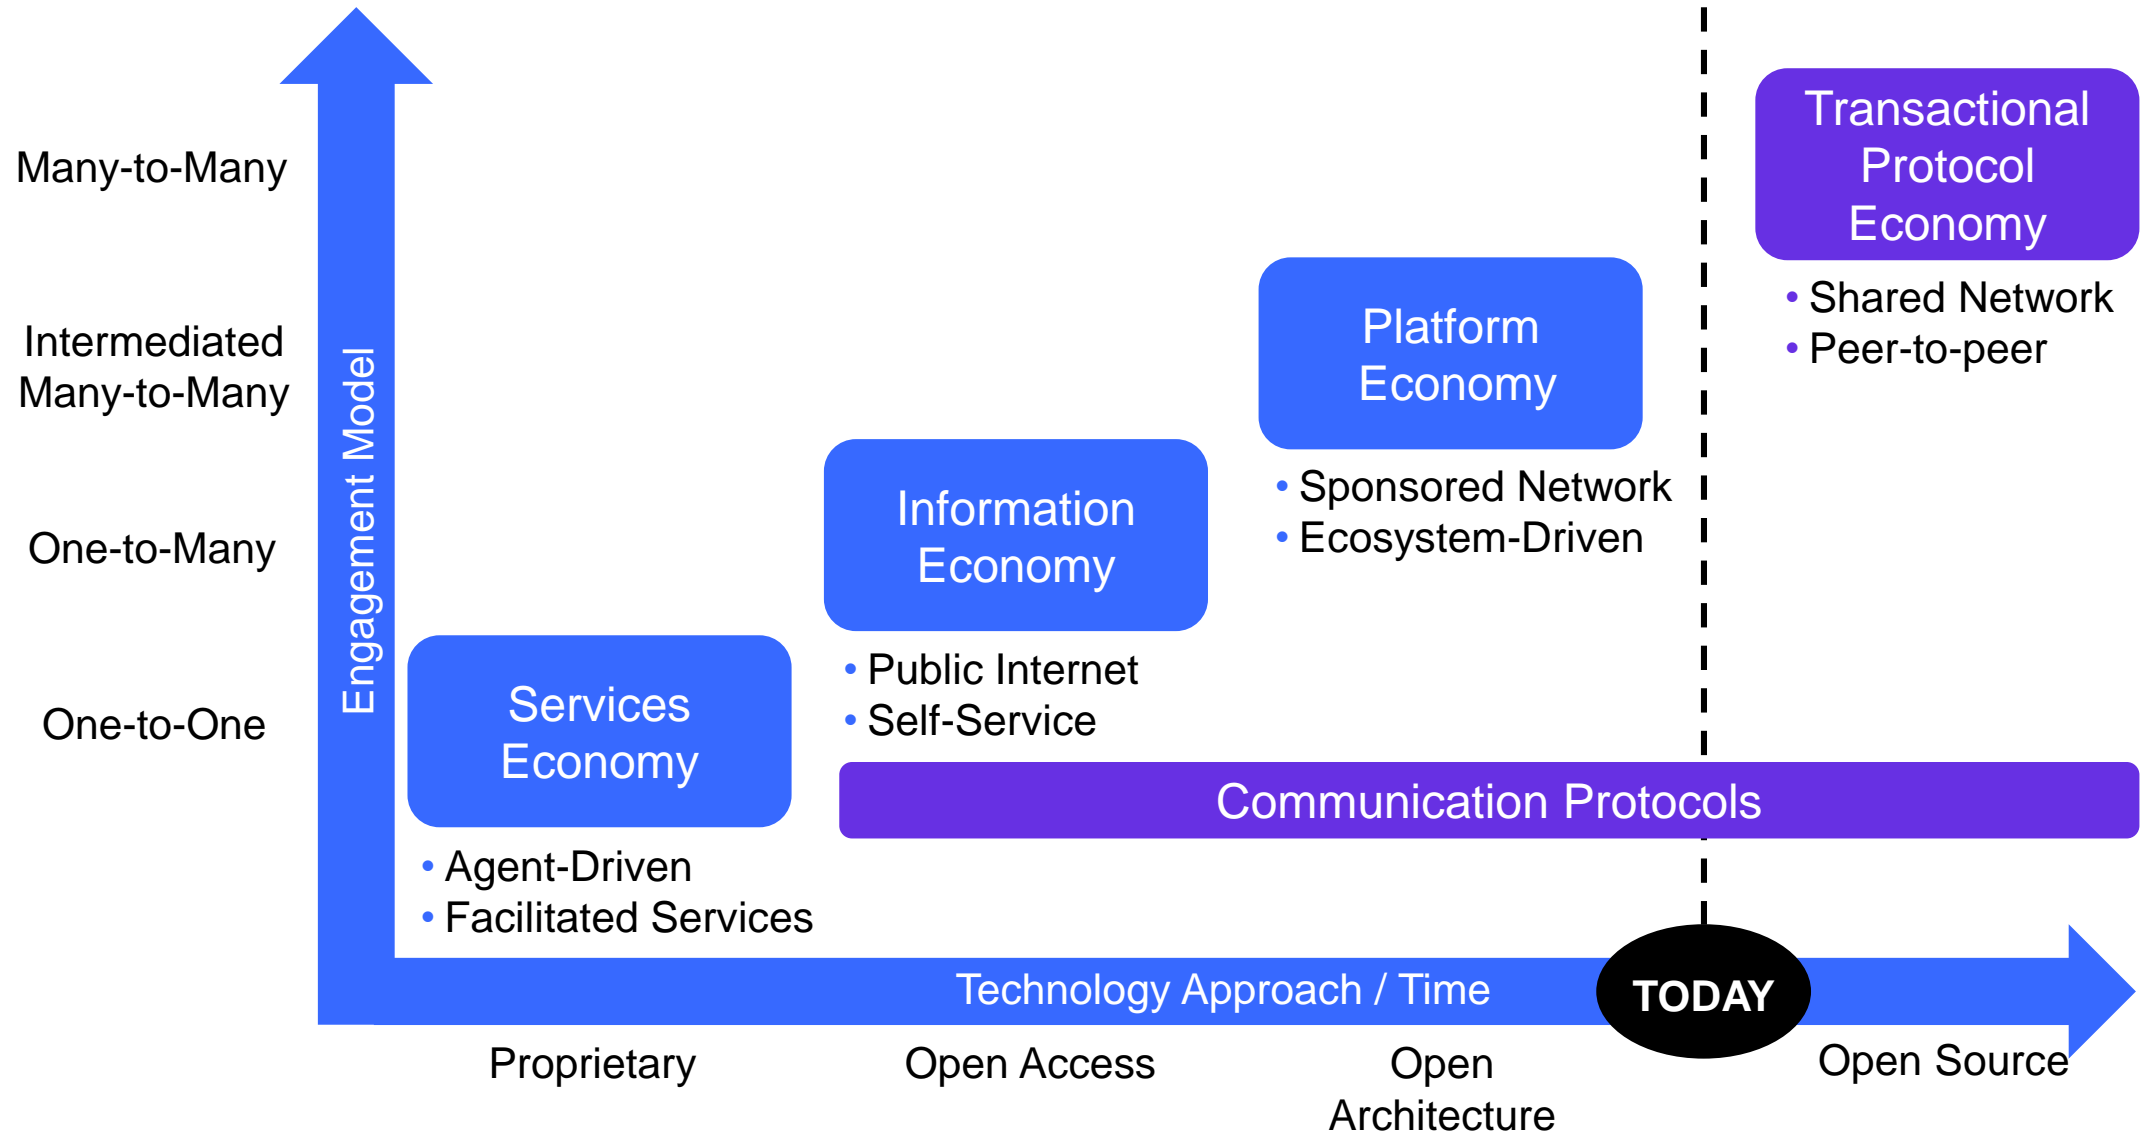 Many-to-Many
Intermediated
Many-to-Many
One-to-Many
One-to-One
Engagement Model
Services
Economy
• Agent-Driven
• Facilitated Services
Information
Economy
• Public Internet
• Self-Service
Platform
Economy
• Sponsored Network
• Ecosystem-Driven
Transactional
Protocol
Economy
• Shared Network
• Peer-to-peer
Communication Protocols
Technology Approach / Time
TODAY
Proprietary
Open Access
Open
Architecture
Open Source